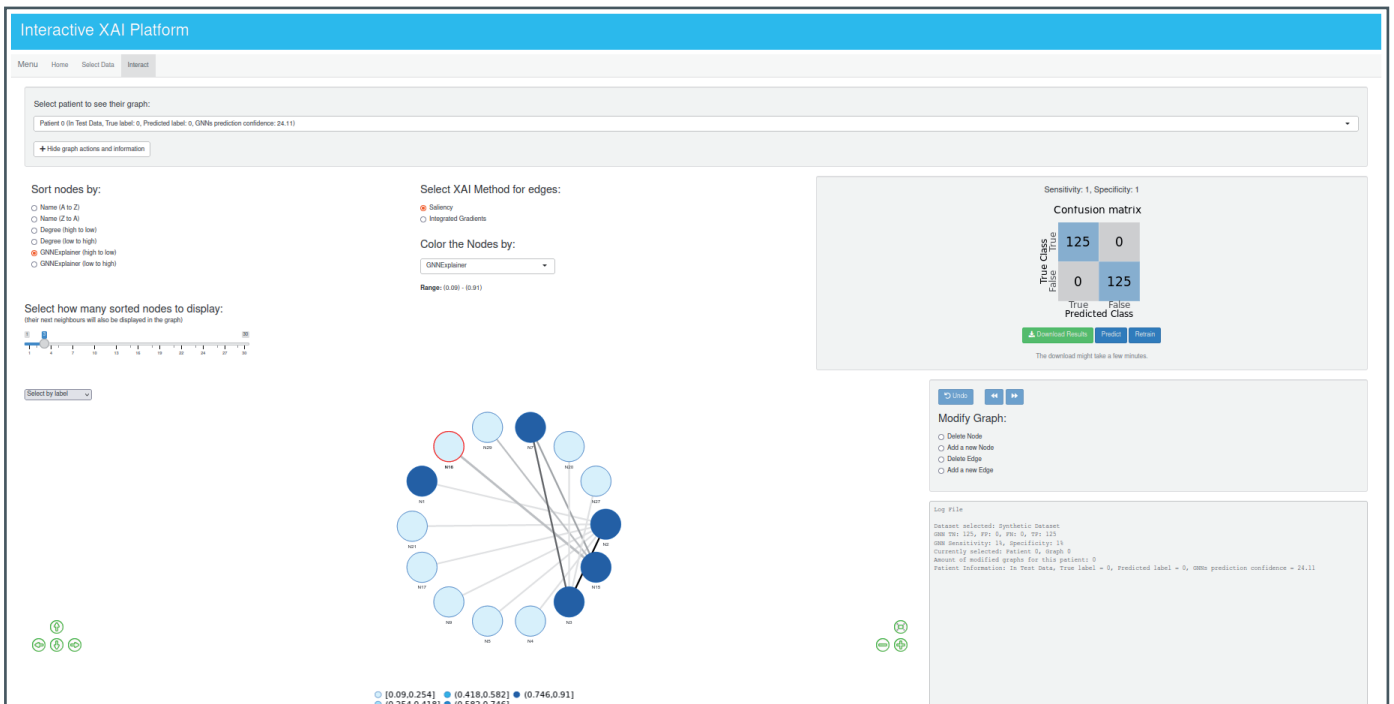 Interactive XAI Platform
Menu Home Select Data Interact
Select patient to see their graph:
Patient 0 (In Test Data, True label: 0, Predicted label: 0, GNNs prediction confidence: 24.11)
Hide graph actions and information
Sort nodes by:
Name (A to Z)
Name (Z to A)
Degree (high to low)
Degree (low to high)
GNNExplainer (high to low)
GNNExplainer (low to high)
Select how many sorted nodes to display:
(their next neighbours will also be displayed in the graph)
1 4 7 10 13 16 19 22 24 27 30
Select XAI Method for edges:
Saliency
Integrated Gradients
Color the Nodes by:
GNNExplainer
Range: (0.09) - (0.91)
Sensitivity: 1, Specificity: 1
Confusion matrix
True Class
True
False
125 0
0 125
True False
Predicted Class
Download Results Predict Retrain
The download might take a few minutes.
Select by label
N1
N21
N17
N5
N4
N3
N15
N2
N27
Undo
Modify Graph:
Delete Node
Add a new Node
Delete Edge
Add a new Edge
Log File
Dataset selected: Synthetic Dataset
GNN TN: 125, FP: 0, FN: 0, TP: 125
GNN Sensitivity: 1%, Specificity: 1%
Currently selected: Patient 0, Graph 0
Amount of modified graphs for this patient: 0
Patient Information: In Test Data, True label = 0, Predicted label = 0, GNNs prediction confidence = 24.11
[0.09,0.254] (0.418,0.582] (0.746,0.91]
(0.254,0.418] (0.582,0.746]